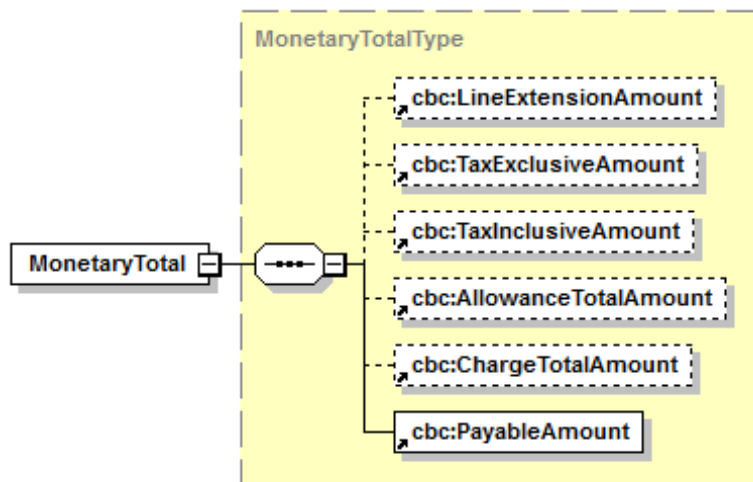 MonetaryTotalType
cbc:LineExtensionAmount
cbc:TaxExclusiveAmount
cbc:TaxInclusiveAmount
MonetaryTotal
cbc:AllowanceTotalAmount
cbc:ChargeTotalAmount
cbc:PayableAmount